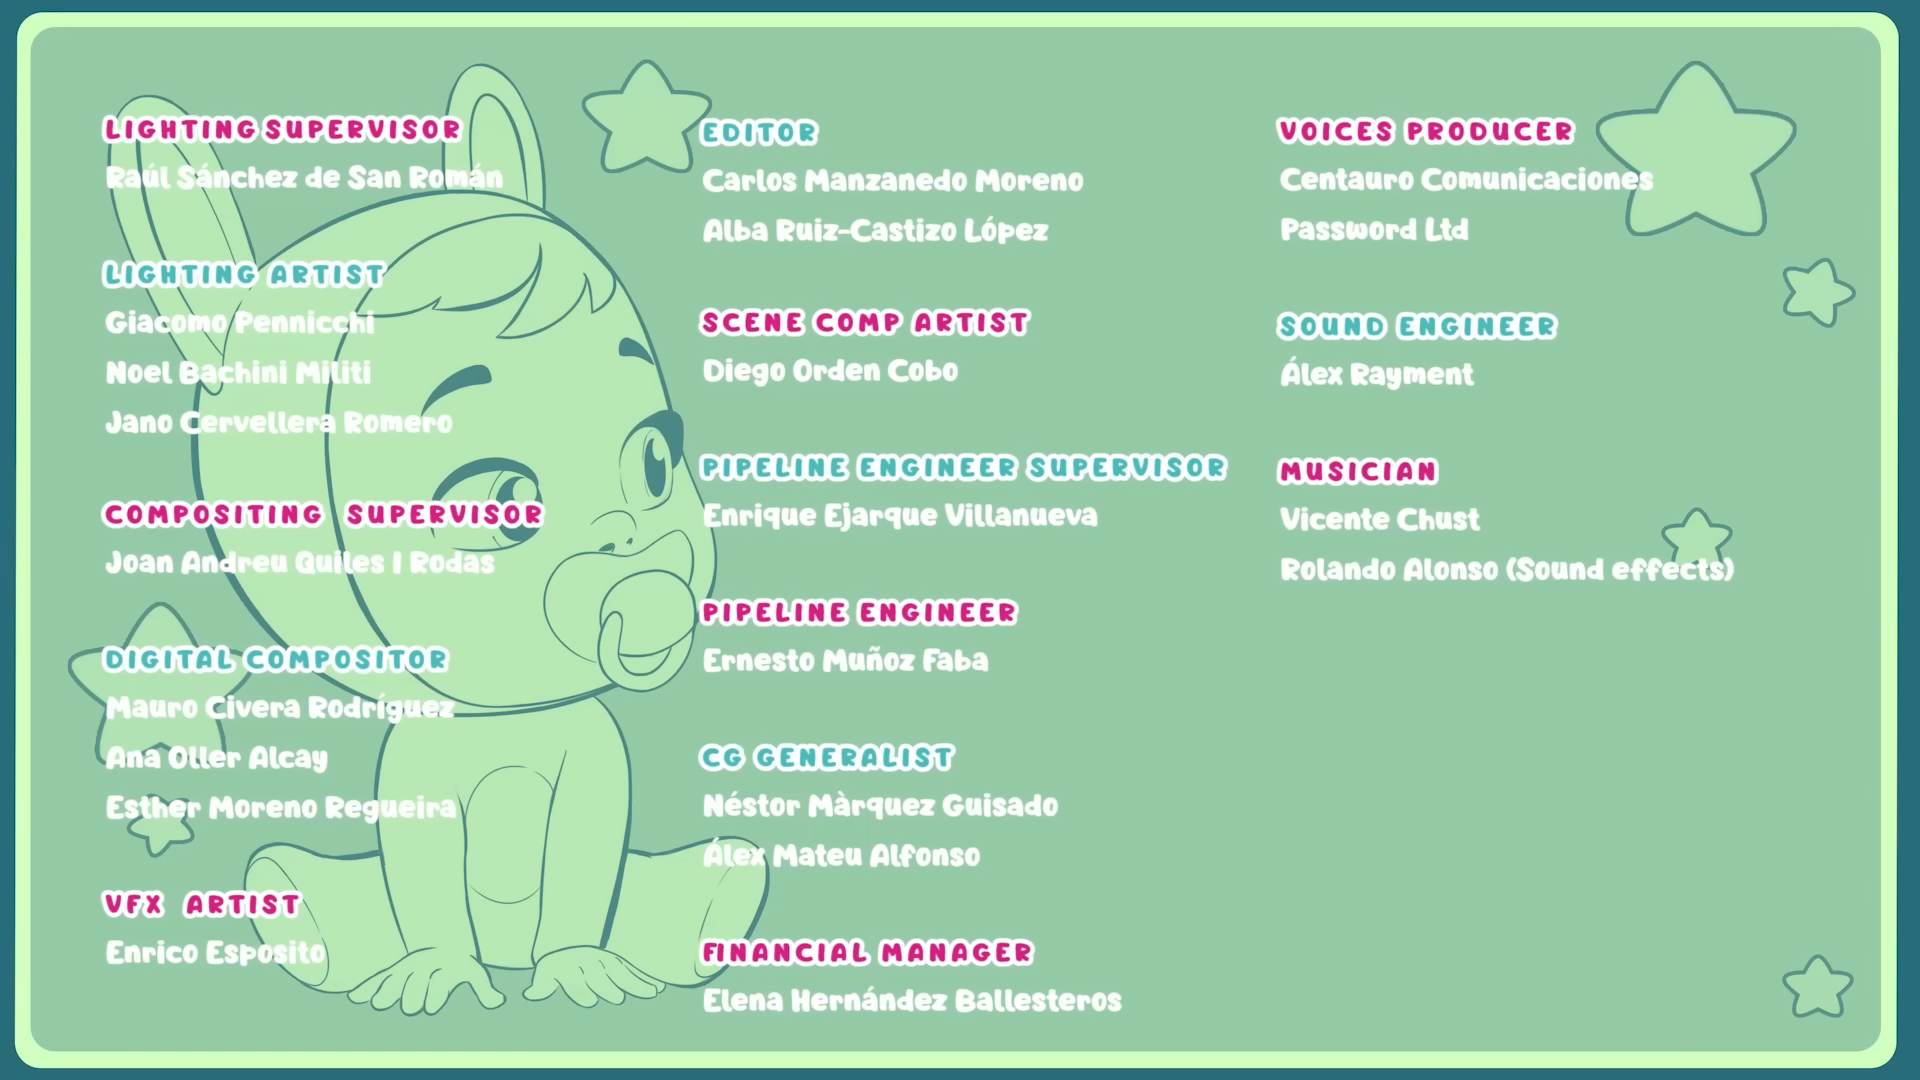 LIGHTING SUPERVISOR
Raúl Sánchez de San Román
LIGHTING ARTIST
Giacomo Pennicchi
Noel Bachini Militi
Jano Cervellera Romero
COMPOSITING SUPERVISOR
Joan Andreu Quiles I Rodas
DIGITAL COMPOSITOR
Mauro Civera Rodríguez
Ana Oller Alcay
Esther Moreno Regueira
VFX ARTIST
Enrico Esposito
EDITOR
Carlos Manzanedo Moreno
Alba Ruiz-Castizo López
SCENE COMP ARTIST
Diego Orden Cobo
PIPELINE ENGINEER SUPERVISOR
Enrique Ejarque Villanueva
PIPELINE ENGINEER
Ernesto Muñoz Faba
CG GENERALIST
Néstor Màrquez Guisado
Álex Mateu Alfonso
FINANCIAL MANAGER
Elena Hernández Ballesteros
VOICES PRODUCER
Centauro Comunicaciones
Password Ltd
SOUND ENGINEER
Álex Rayment
MUSICIAN
Vicente Chust
Rolando Alonso (Sound effects)